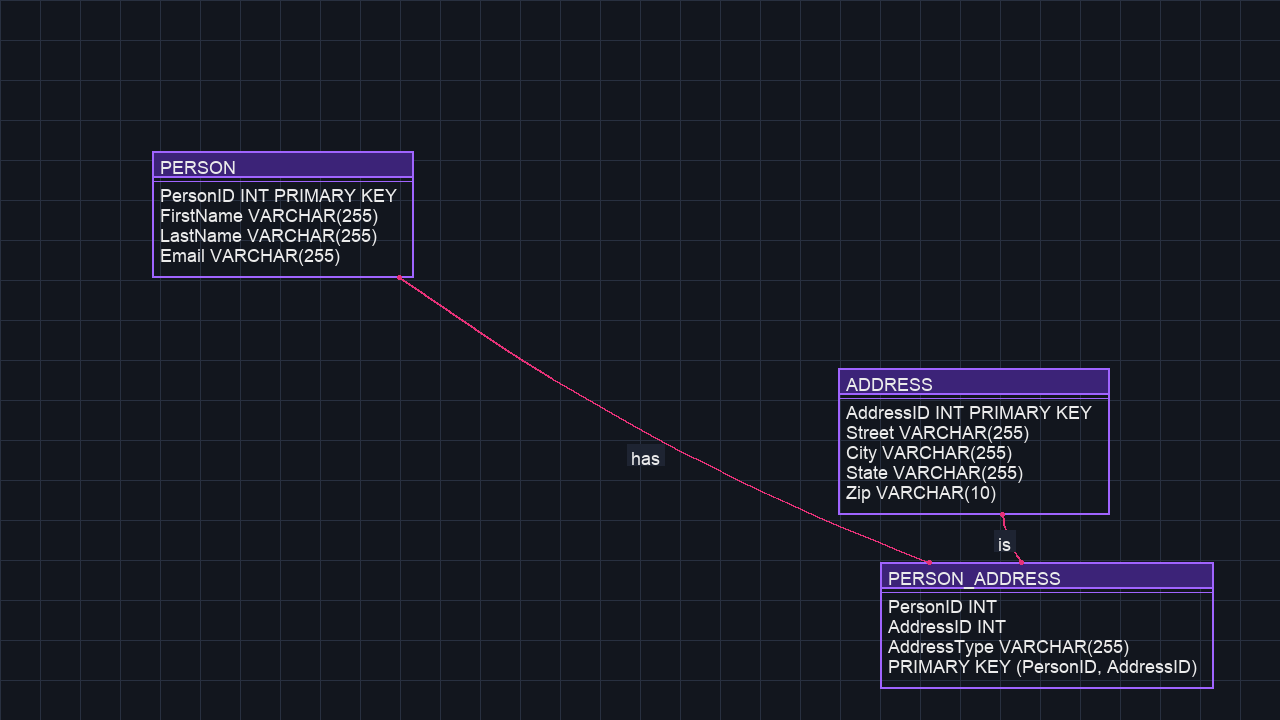 PERSON
PersonID INT PRIMARY KEY
FirstName VARCHAR(255)
LastName VARCHAR(255)
Email VARCHAR(255)
has
ADDRESS
AddressID INT PRIMARY KEY
Street VARCHAR(255)
City VARCHAR(255)
State VARCHAR(255)
Zip VARCHAR(10)
is
PERSON_ADDRESS
PersonID INT
AddressID INT
AddressType VARCHAR(255)
PRIMARY KEY (PersonID, AddressID)